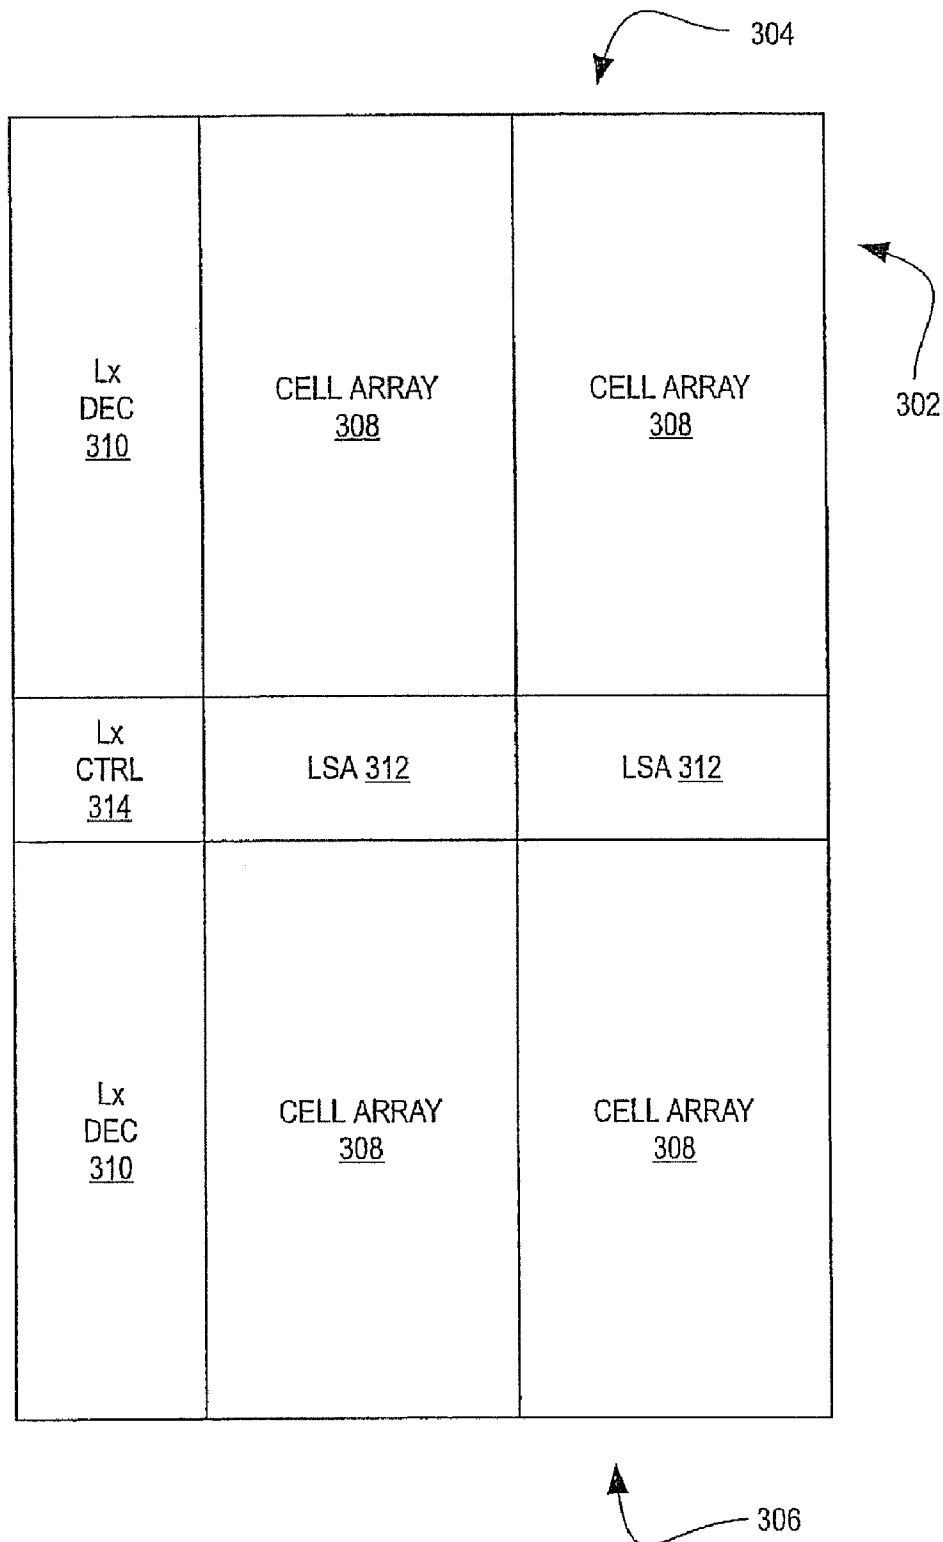 304
302
Lx
DEC
310
CELL ARRAY
308
CELL ARRAY
308
Lx
CTRL
314
LSA 312
LSA 312
Lx
DEC
310
CELL ARRAY
308
CELL ARRAY
308
306